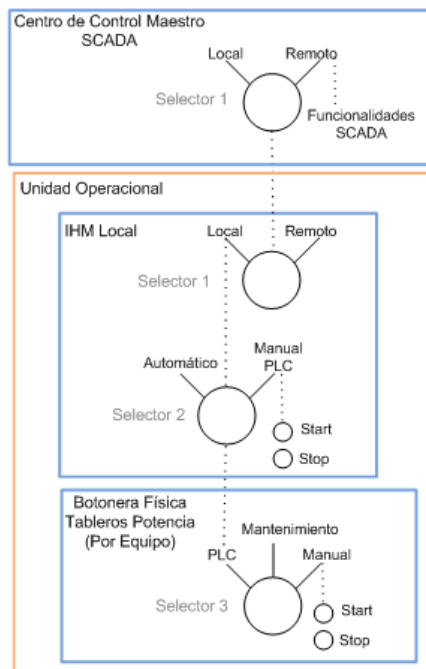 Centro de Control Maestro
SCADA
Local
Remoto
Selector 1
Funcionalidades
SCADA
Unidad Operacional
IHM Local
Local
Remoto
Selector 1
Automático
Manual
PLC
Selector 2
Start
Stop
Botonera Física
Tableros Potencia
(Por Equipo)
Mantenimiento
PLC
Manual
Selector 3
Start
Stop